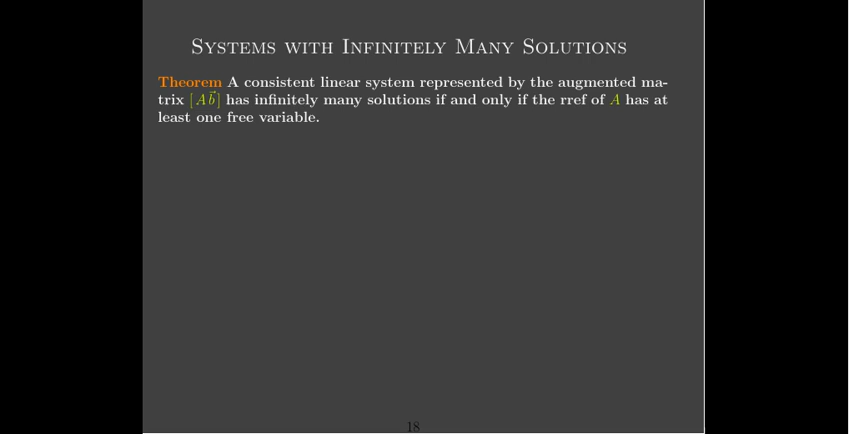 Systems with Infinitely Many Solutions
Theorem A consistent linear system represented by the augmented ma-
trix [A b⃗] has infinitely many solutions if and only if the rref of A has at
least one free variable.
18